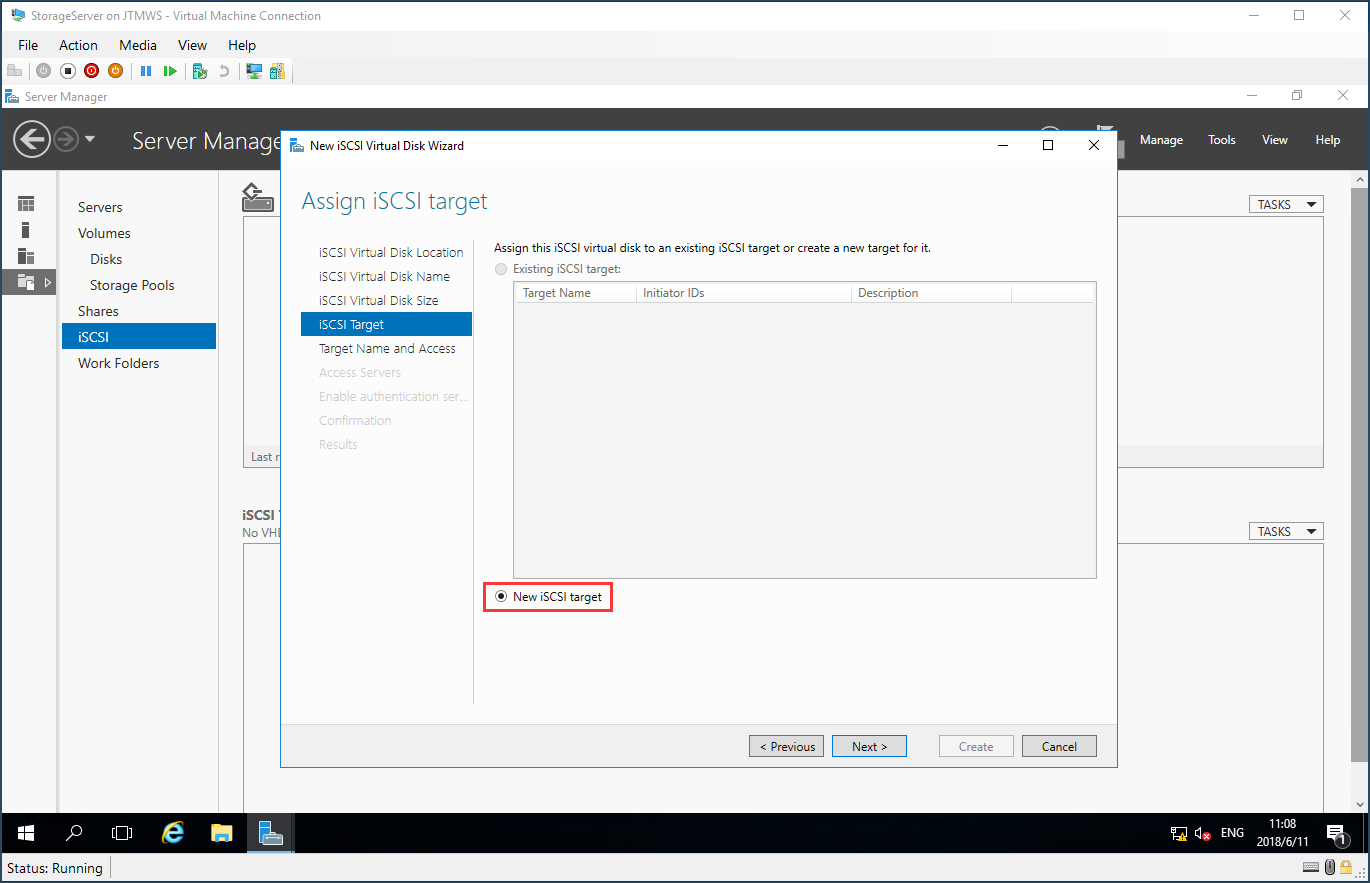 StorageServer on JTMWS - Virtual Machine Connection
File Action Media View Help
Server Manager
Server Manage
Manage Tools View Help
New iSCSI Virtual Disk Wizard
Servers
Volumes
Disks
Storage Pools
Shares
iSCSI
Work Folders
TASKS
Last r
iSCSI
No VH
TASKS
Assign iSCSI target
iSCSI Virtual Disk Location
iSCSI Virtual Disk Name
iSCSI Virtual Disk Size
iSCSI Target
Target Name and Access
Access Servers
Enable authentication ser...
Confirmation
Results
Assign this iSCSI virtual disk to an existing iSCSI target or create a new target for it.
Existing iSCSI target:
Target Name Initiator IDs Description
New iSCSI target
< Previous Next > Create Cancel
ENG
11:08
2018/6/11
1
Status: Running